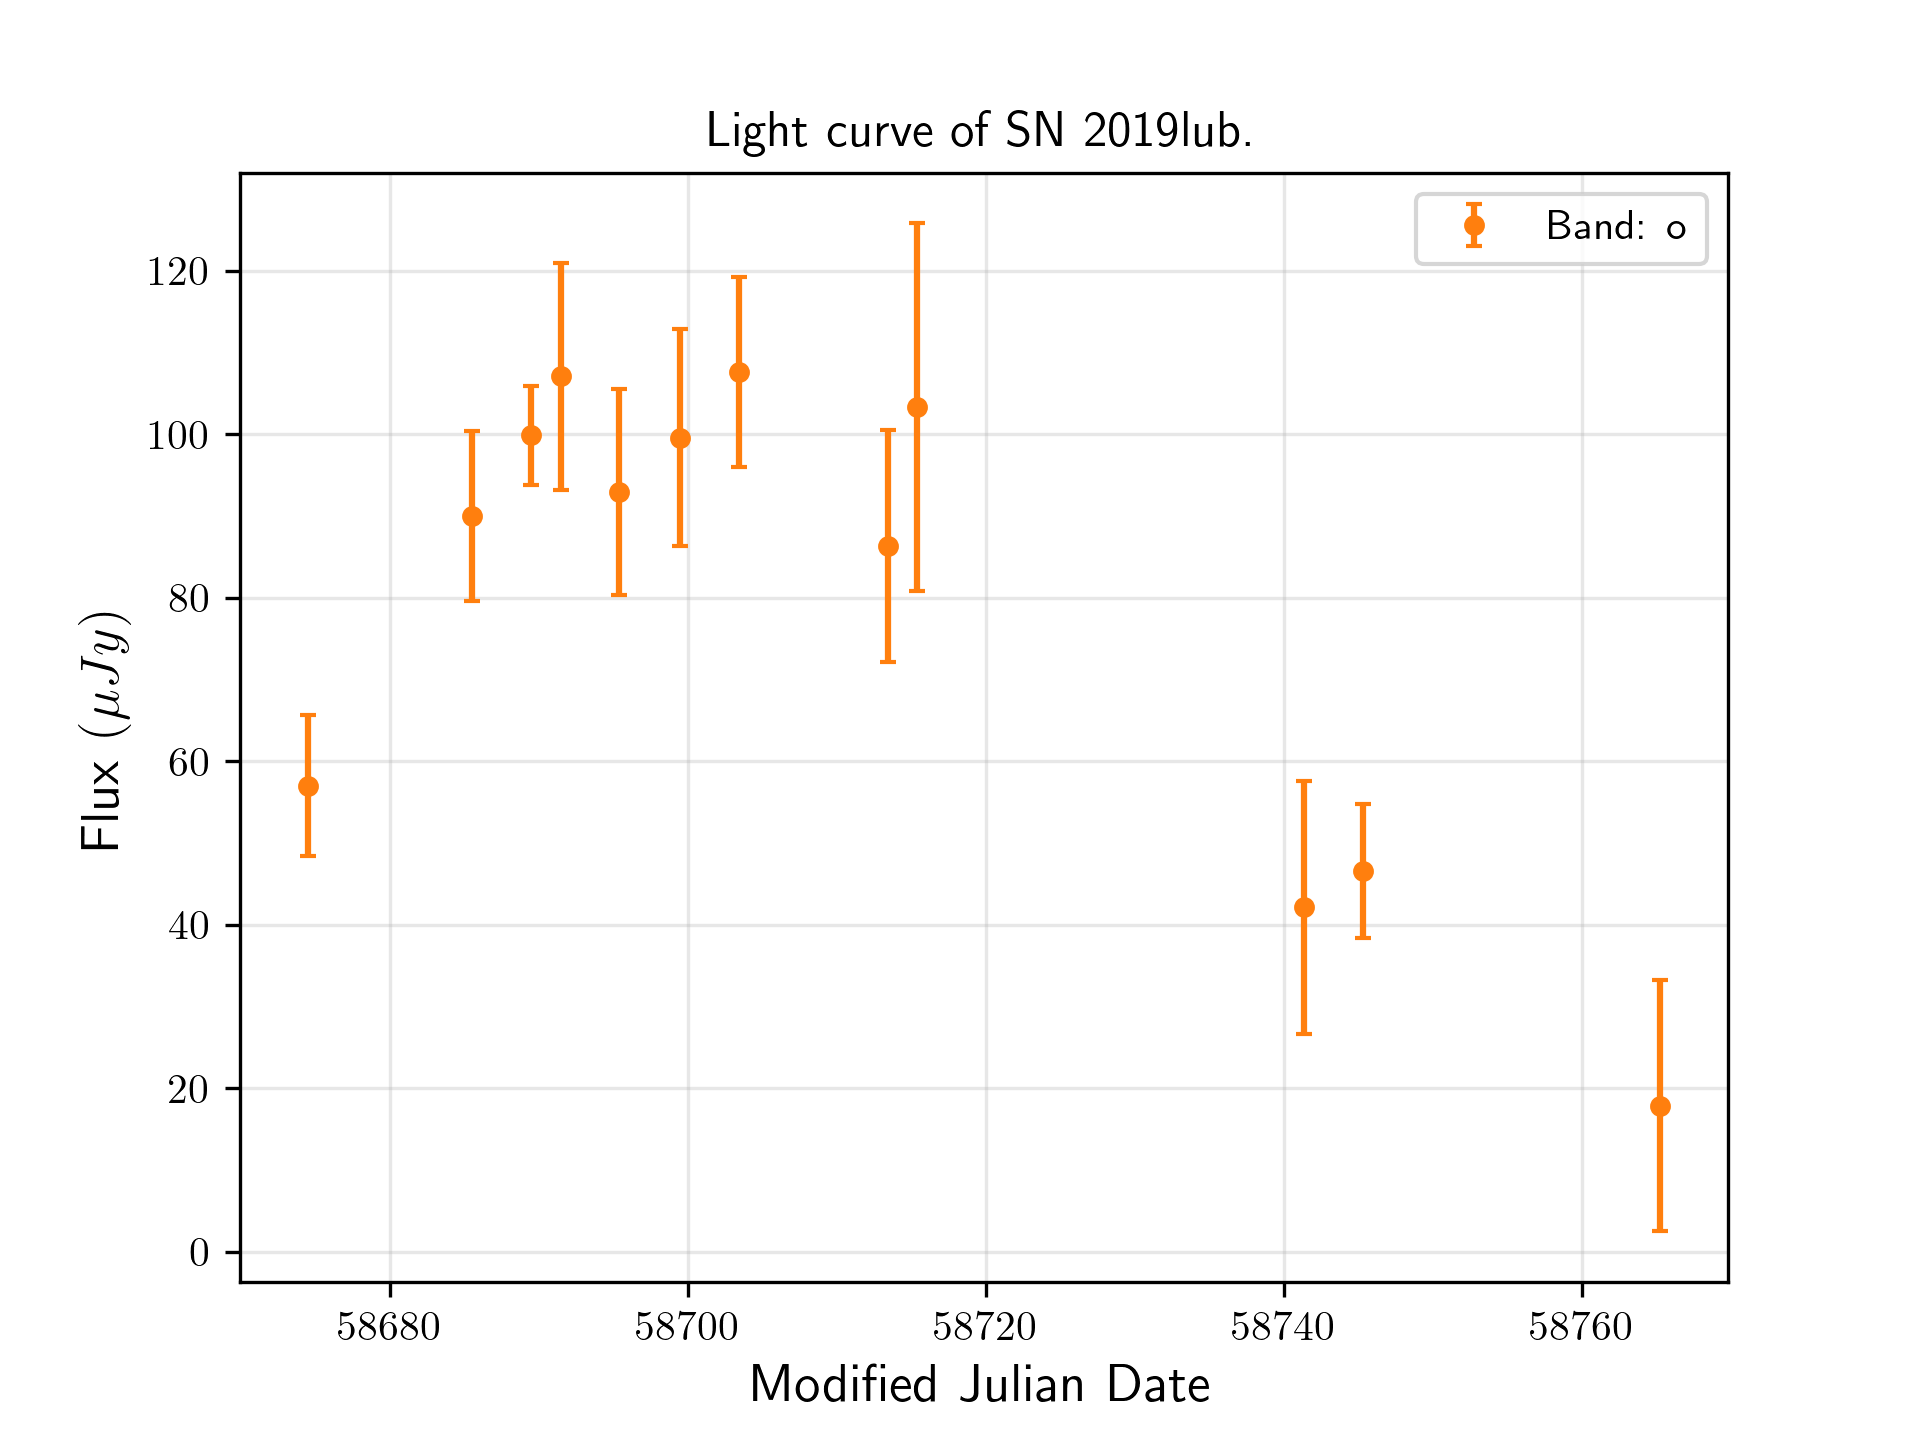 Light curve of SN 2019lub.
Band: o
120
100
80
60
40
20
0
Flux (μJy)
58680 58700 58720 58740 58760
Modified Julian Date